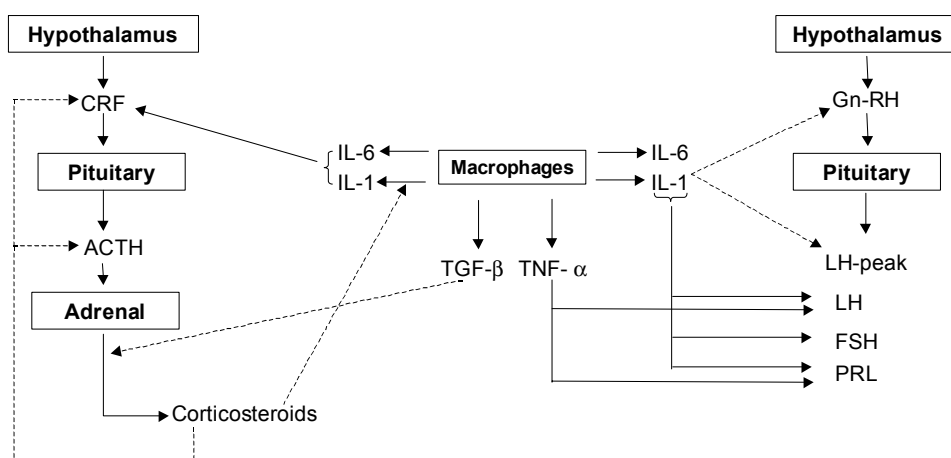 Hypothalamus
CRF
Pituitary
ACTH
Adrenal
Corticosteroids
IL-6
IL-1
Macrophages
TGF-β
TNF- α
IL-6
IL-1
Hypothalamus
Gn-RH
Pituitary
LH-peak
LH
FSH
PRL